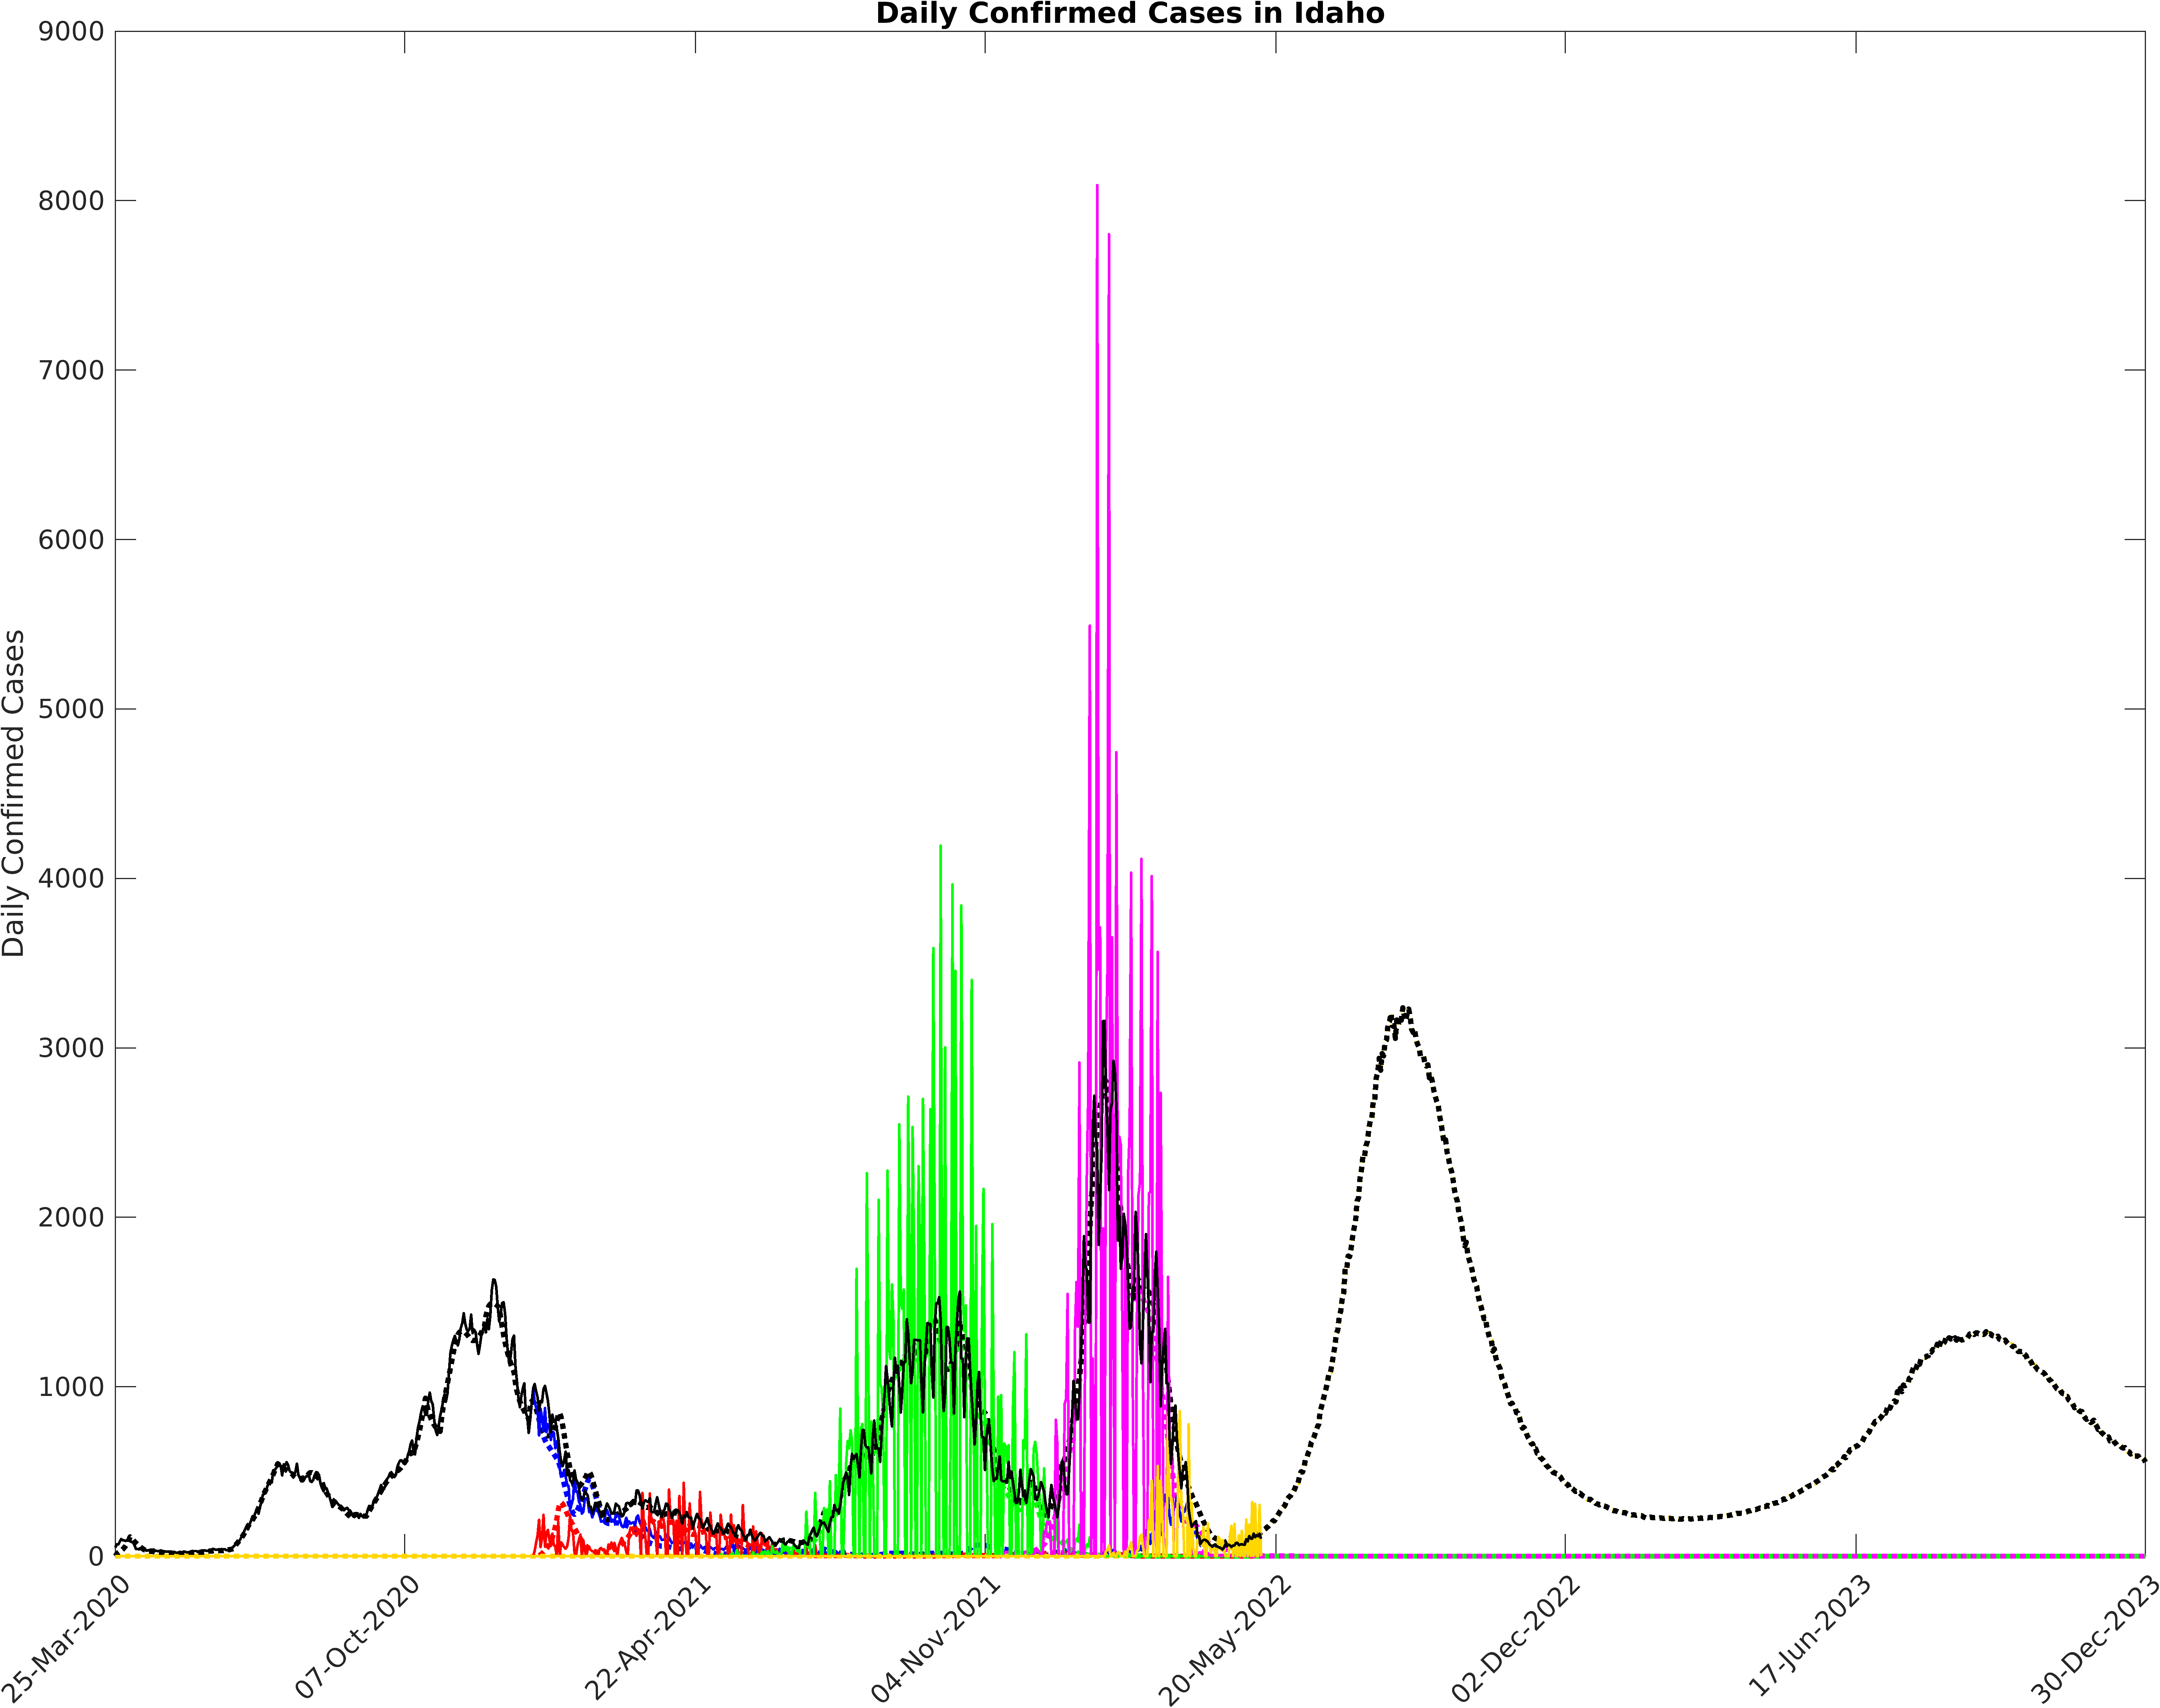 Daily Confirmed Cases in Idaho
Daily Confirmed Cases
9000
8000
7000
6000
5000
4000
3000
2000
1000
0
25-Mar-2020
07-Oct-2020
22-Apr-2021
04-Nov-2021
20-May-2022
02-Dec-2022
17-Jun-2023
30-Dec-2023